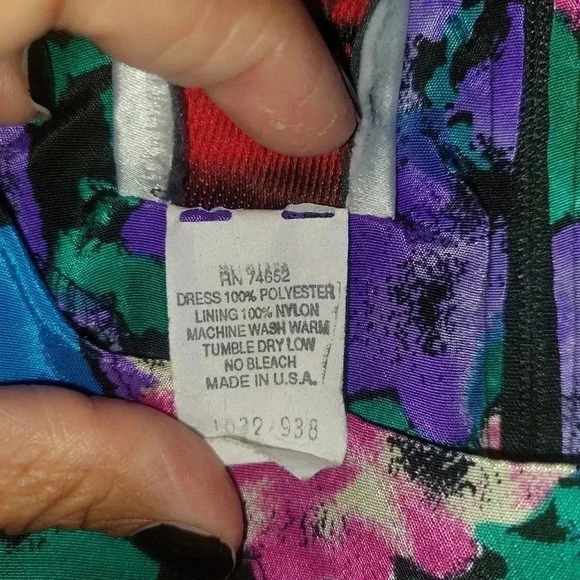 RN 74652
DRESS 100% POLYESTER
LINING 100% NYLON
MACHINE WASH WARM
TUMBLE DRY LOW
NO BLEACH
MADE IN U.S.A.
1032/938